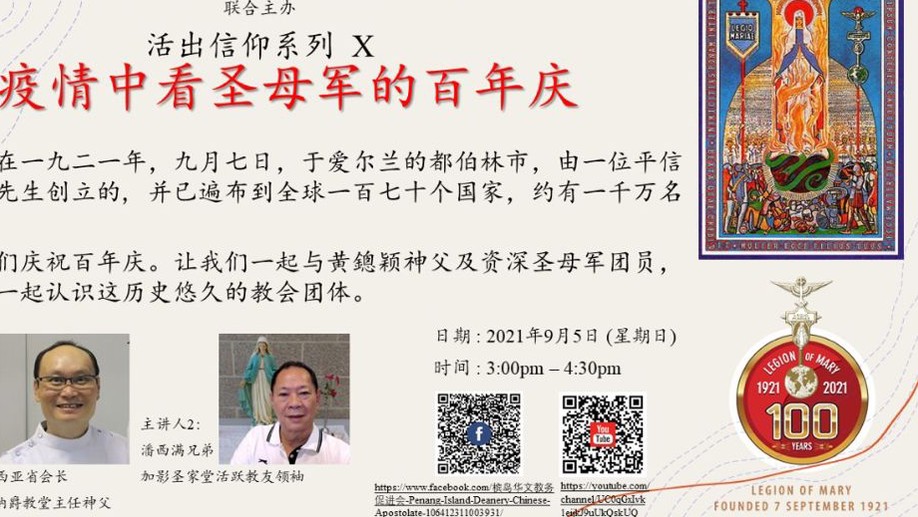 联合主办
活出信仰系列 X
疫情中看圣母军的百年庆
在一九二一年，九月七日，于爱尔兰的都伯林市，由一位平信
先生创立的，并已遍布到全球一百七十个国家，约有一千万名
们庆祝百年庆。让我们一起与黄鐿颖神父及资深圣母军团员，
一起认识这历史悠久的教会团体。
日期 : 2021年9月5日 (星期日)
时间 : 3:00pm – 4:30pm
主讲人2:
潘西满兄弟
加影圣家堂活跃教友领袖
西亚省会长
纳爵教堂主任神父
You
Tube
https://www.facebook.com/槟岛华文教务
促进会-Penang-Island-Deanery-Chinese-
Apostolate-106412311003931/
https://youtube.com/
LEGIO
MARIAE
LEGION OF MARY
1921 2021
100
YEARS
LEGION OF MARY
FOUNDED 7 SEPTEMBER 1921